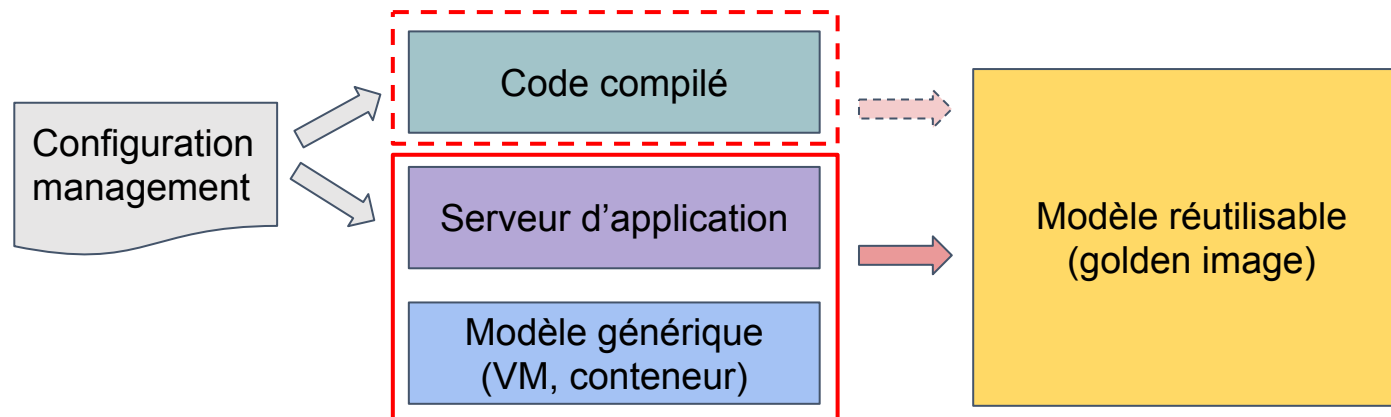 Configuration
management
Code compilé
Serveur d’application
Modèle générique
(VM, conteneur)
Modèle réutilisable
(golden image)